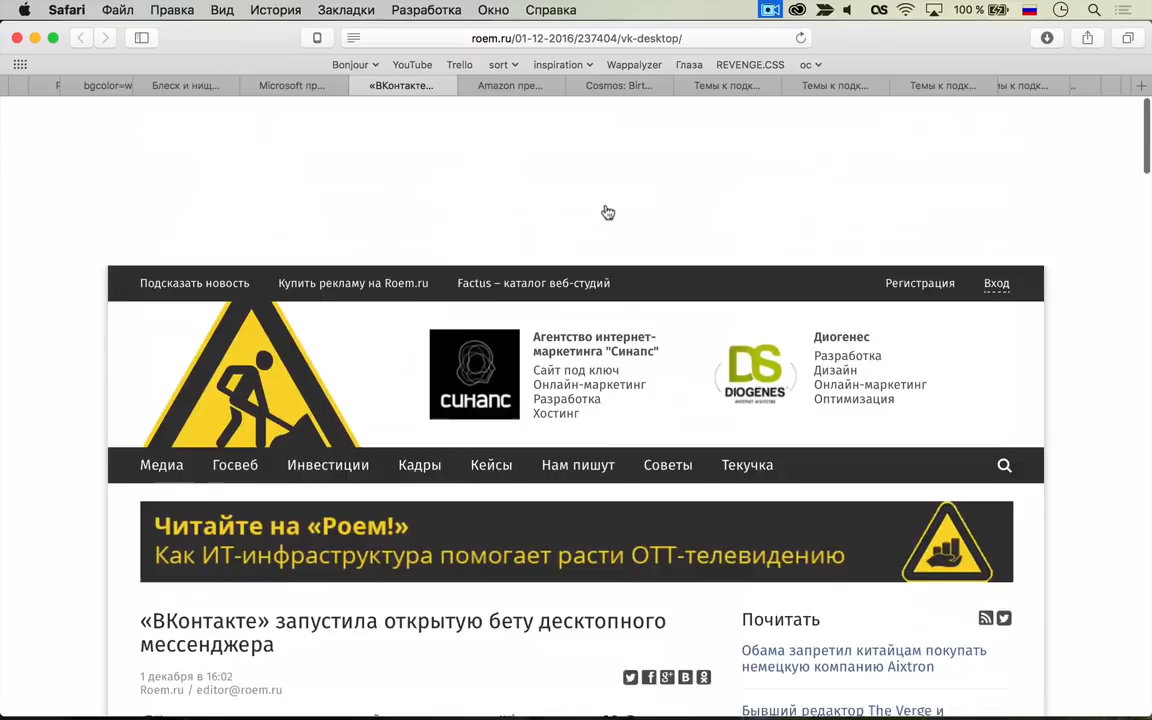 Safari Файл Правка Вид История Закладки Разработка Окно Справка 100 %
roem.ru/01-12-2016/237404/vk-desktop/
Bonjour YouTube Trello sort inspiration Wappalyzer Глаза REVENGE.CSS ос
bgcolor=w Блеск и нищ... Microsoft пр... «ВКонтакте... Amazon пре... Cosmos: Birt... Темы к подк... Темы к подк... Темы к подк... ы к подк...
Подсказать новость Купить рекламу на Roem.ru Factus – каталог веб-студий Регистрация Вход
Агентство интернет-
маркетинга "Синапс"
Сайт под ключ
Онлайн-маркетинг
Разработка
Хостинг
СИНАПС
Диогенес
Разработка
Дизайн
Онлайн-маркетинг
Оптимизация
DS
DIOGENES
Медиа Госвеб Инвестиции Кадры Кейсы Нам пишут Советы Текучка
Читайте на «Роем!»
Как ИТ-инфраструктура помогает расти ОТТ-телевидению
«ВКонтакте» запустила открытую бету десктопного
мессенджера
1 декабря в 16:02
Roem.ru / editor@roem.ru
Почитать
Обама запретил китайцам покупать
немецкую компанию Aixtron
Бывший редактор The Verge и